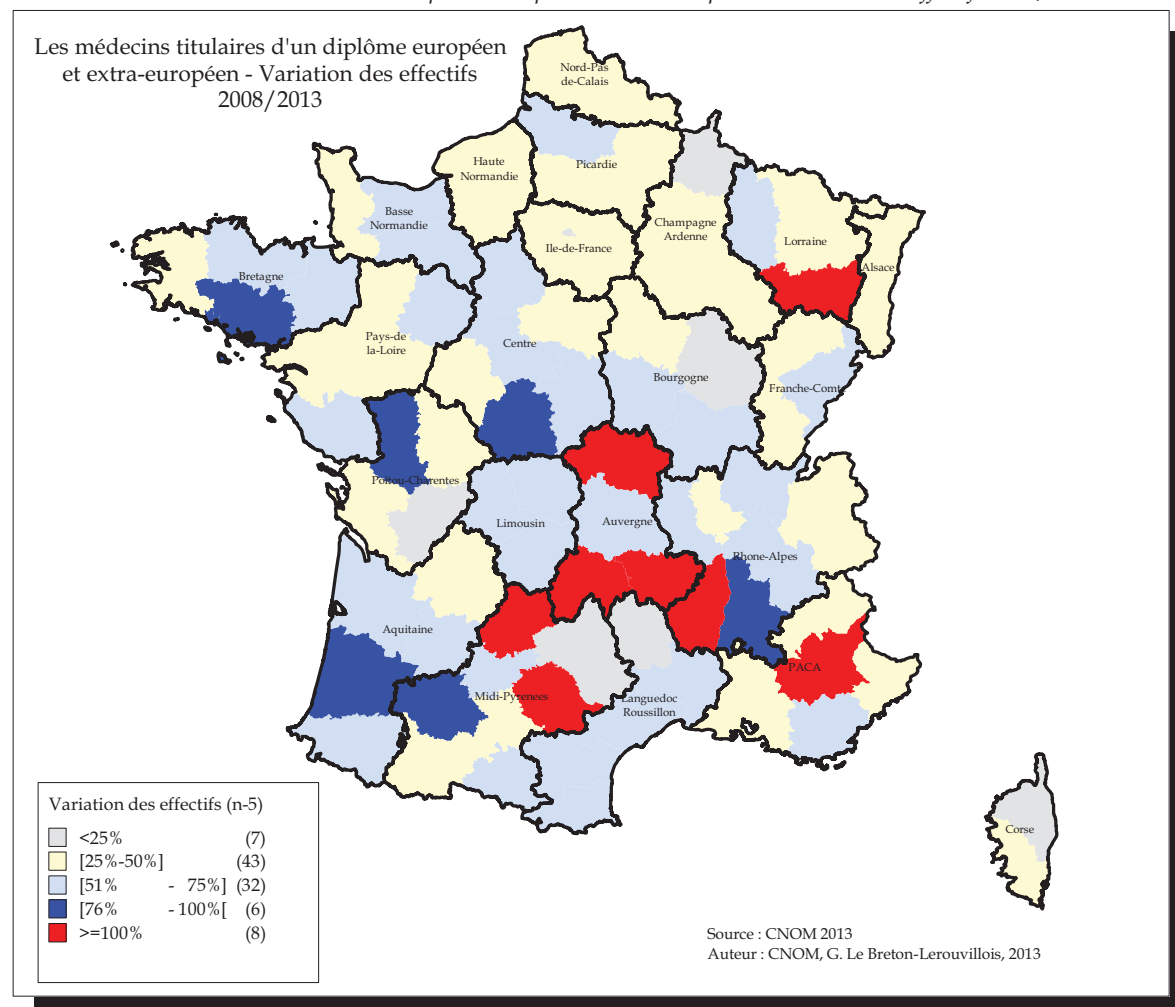 Les médecins titulaires d'un diplôme européen
et extra-européen - Variation des effectifs
2008/2013
Nord-Pas
de-Calais
Haute
Normandie
Picardie
Basse
Normandie
Ile-de-France
Champagne
Ardenne
Lorraine
Alsace
Bretagne
Pays-de
la-Loire
Centre
Bourgogne
Franche-Comt
Poitou-Charentes
Limousin
Auvergne
Rhone-Alpes
Aquitaine
Midi-Pyrenees
Languedoc
Roussillon
PACA
Corse
Variation des effectifs (n-5)
<25% (7)
[25%-50%] (43)
[51% - 75%] (32)
[76% - 100%[ (6)
>=100% (8)
Source : CNOM 2013
Auteur : CNOM, G. Le Breton-Lerouvillois, 2013